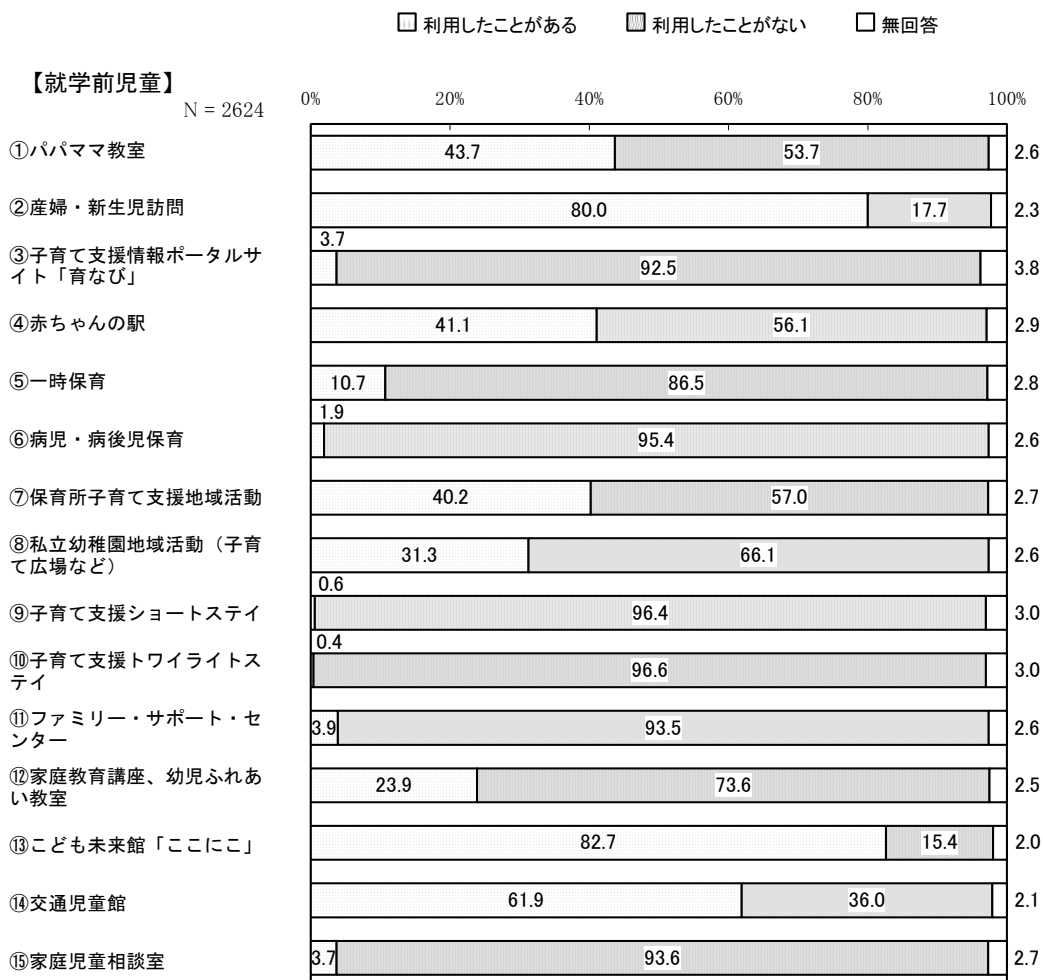 利用したことがある 利用したことがない 無回答
【就学前児童】
N = 2624
0% 20% 40% 60% 80% 100%
①パパママ教室 43.7 53.7 2.6
②産婦・新生児訪問 80.0 17.7 2.3
3.7
③子育て支援情報ポータルサ
イト「育なび」 92.5 3.8
④赤ちゃんの駅 41.1 56.1 2.9
⑤一時保育 10.7 86.5 2.8
1.9
⑥病児・病後児保育 95.4 2.6
⑦保育所子育て支援地域活動 40.2 57.0 2.7
⑧私立幼稚園地域活動（子育
て広場など） 31.3 66.1 2.6
0.6
⑨子育て支援ショートステイ 96.4 3.0
0.4
⑩子育て支援トワイライトス
テイ 96.6 3.0
⑪ファミリー・サポート・セ
ンター 3.9 93.5 2.6
⑫家庭教育講座、幼児ふれあ
い教室 23.9 73.6 2.5
⑬こども未来館「ここにこ」 82.7 15.4 2.0
⑭交通児童館 61.9 36.0 2.1
⑮家庭児童相談室 3.7 93.6 2.7